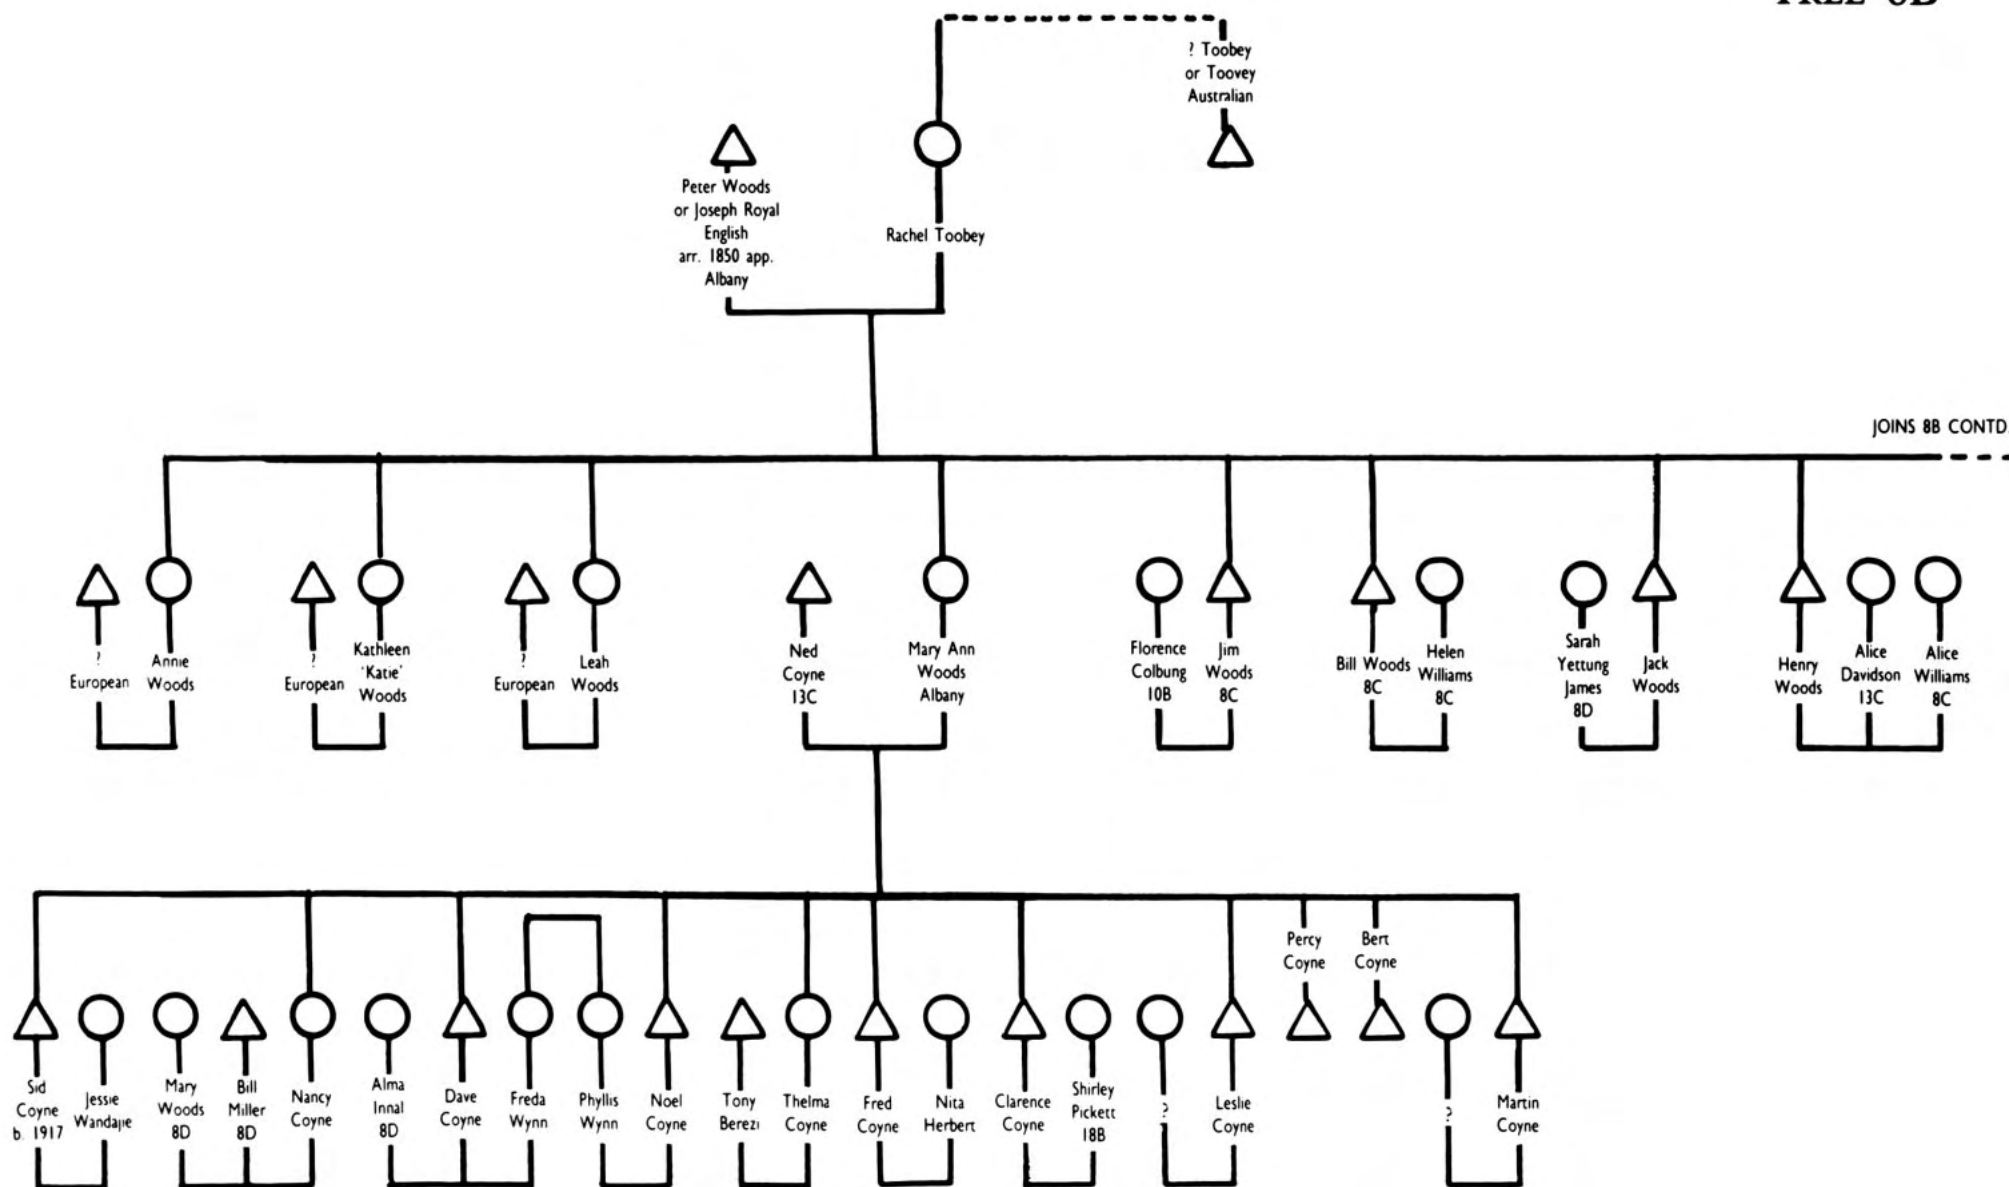 ? Toobey
or Toovey
Australian
Peter Woods
or Joseph Royal
English
arr. 1850 app.
Albany
Rachel Toobey
JOINS 8B CONTD
?
European
Annie
Woods
?
European
Kathleen
'Katie'
Woods
?
European
Leah
Woods
Ned
Coyne
13C
Mary Ann
Woods
Albany
Florence
Colbung
10B
Jim
Woods
8C
Bill Woods
8C
Helen
Williams
8C
Sarah
Yettung
James
8D
Jack
Woods
Henry
Woods
Alice
Davidson
13C
Alice
Williams
8C
Percy
Coyne
Bert
Coyne
Sid
Coyne
b. 1917
Jessie
Wandajie
Mary
Woods
8D
Bill
Miller
8D
Nancy
Coyne
Alma
Innal
8D
Dave
Coyne
Freda
Wynn
Phyllis
Wynn
Noel
Coyne
Tony
Berezi
Thelma
Coyne
Fred
Coyne
Nita
Herbert
Clarence
Coyne
Shirley
Pickett
18B
?
Leslie
Coyne
?
Martin
Coyne